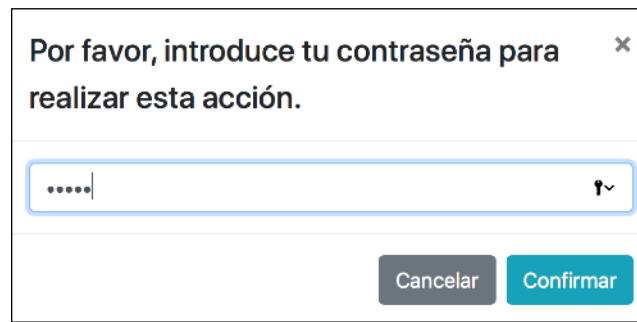 Por favor, introduce tu contraseña para
realizar esta acción.
×
•••••
Cancelar Confirmar